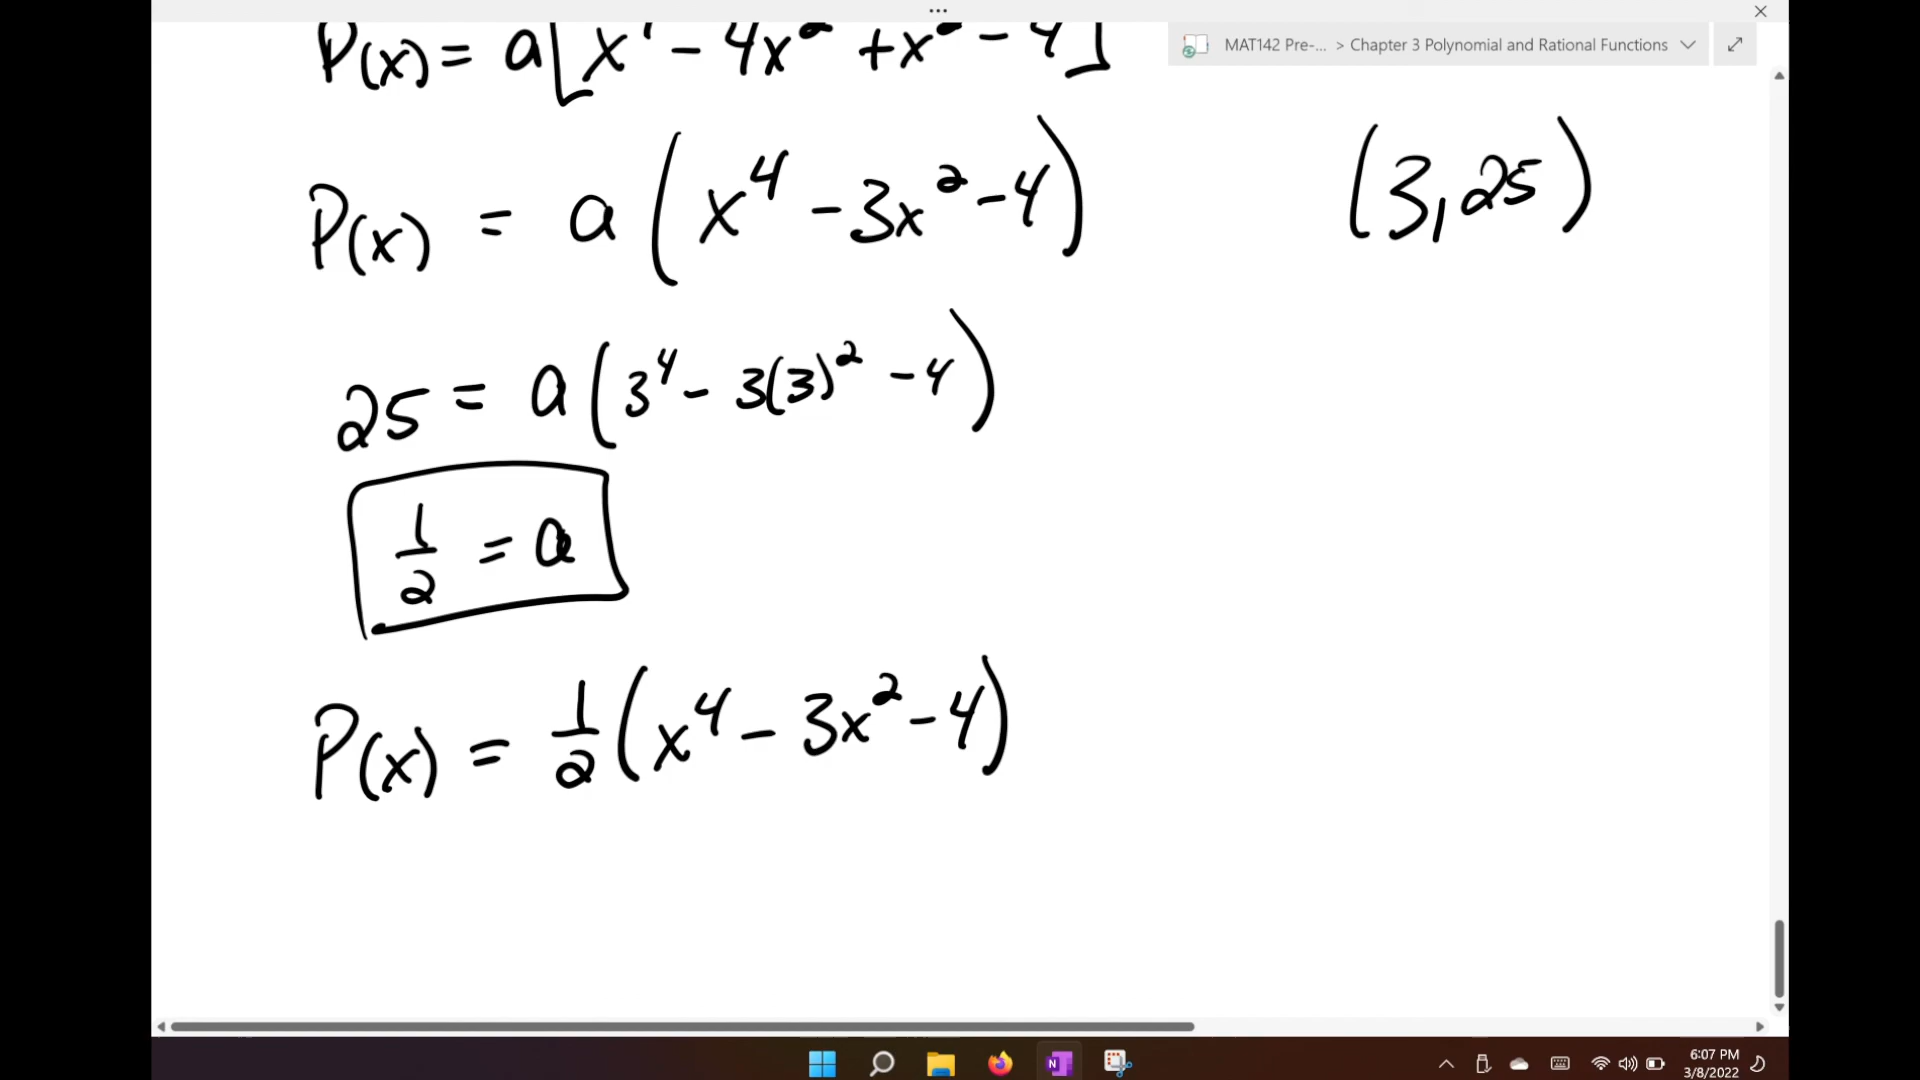 MAT142 Pre-... > Chapter 3 Polynomial and Rational Functions
P(x) = a[x - 4x² + x² - 4]
P(x) = a(x⁴ - 3x² - 4)
(3, 25)
25 = a(3⁴ - 3(3)² - 4)
1/2 = a
P(x) = 1/2(x⁴ - 3x² - 4)
6:07 PM
3/8/2022